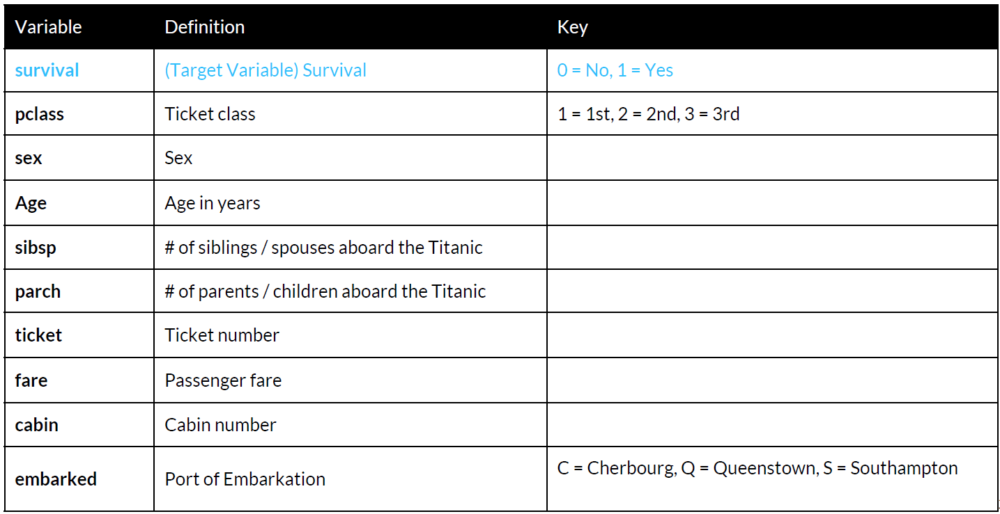 Variable Definition Key
survival (Target Variable) Survival 0 = No, 1 = Yes
pclass Ticket class 1 = 1st, 2 = 2nd, 3 = 3rd
sex Sex
Age Age in years
sibsp # of siblings / spouses aboard the Titanic
parch # of parents / children aboard the Titanic
ticket Ticket number
fare Passenger fare
cabin Cabin number
embarked Port of Embarkation C = Cherbourg, Q = Queenstown, S = Southampton